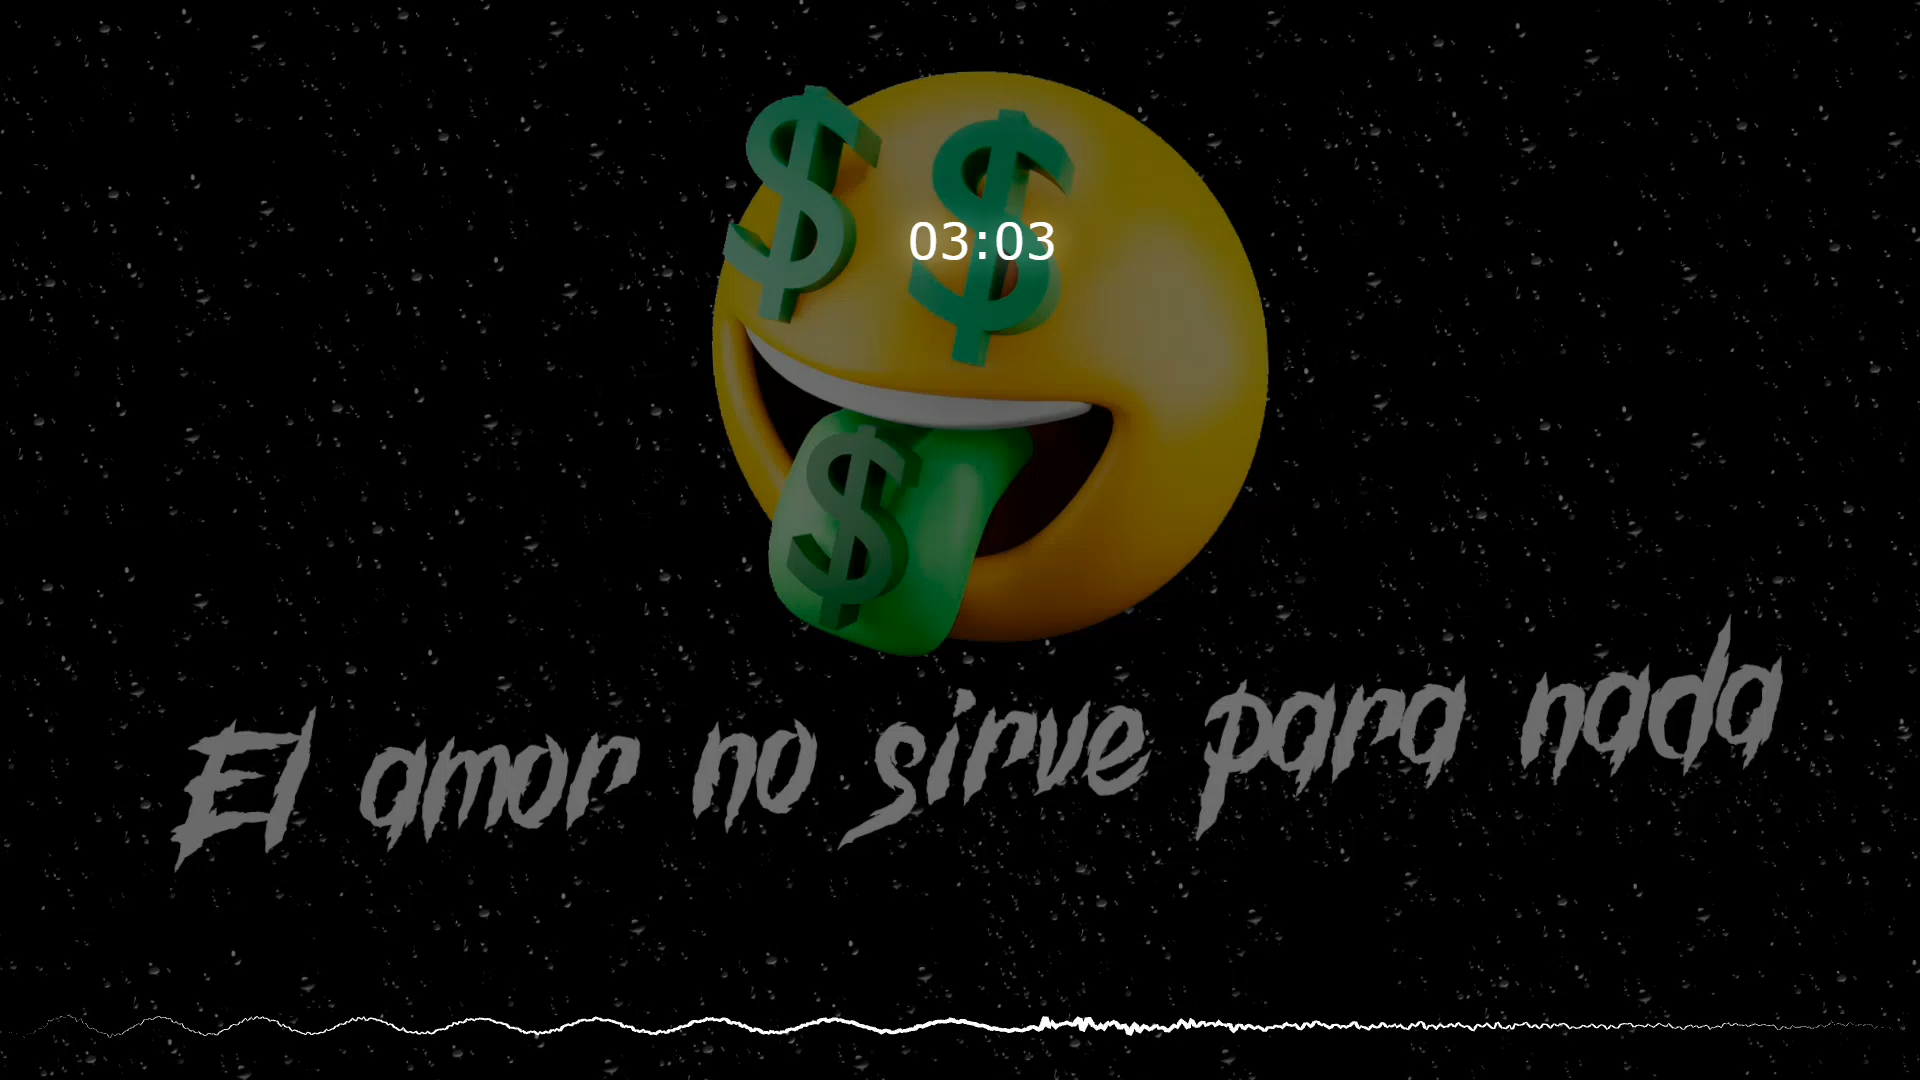 $ $
03:03
$
El amor no sirve para nada